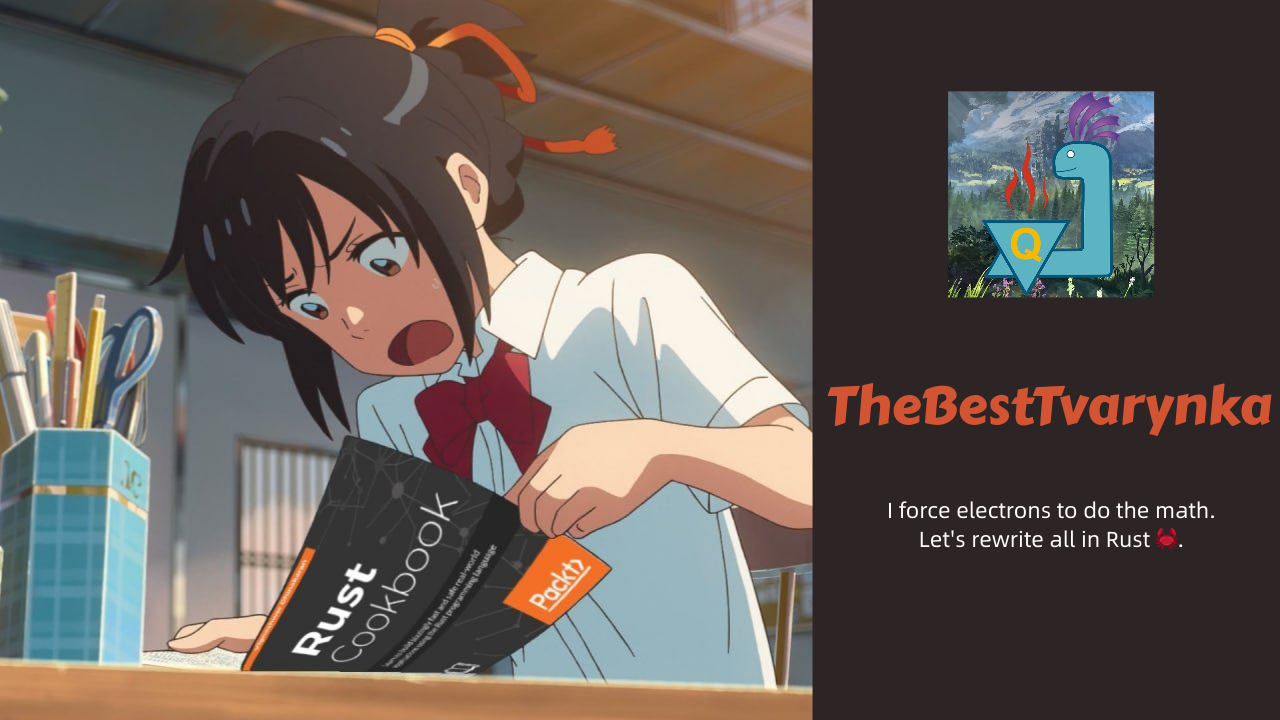 Rust
Cookbook
Packt>
Q
TheBestTvarynka
I force electrons to do the math.
Let's rewrite all in Rust 🦀.